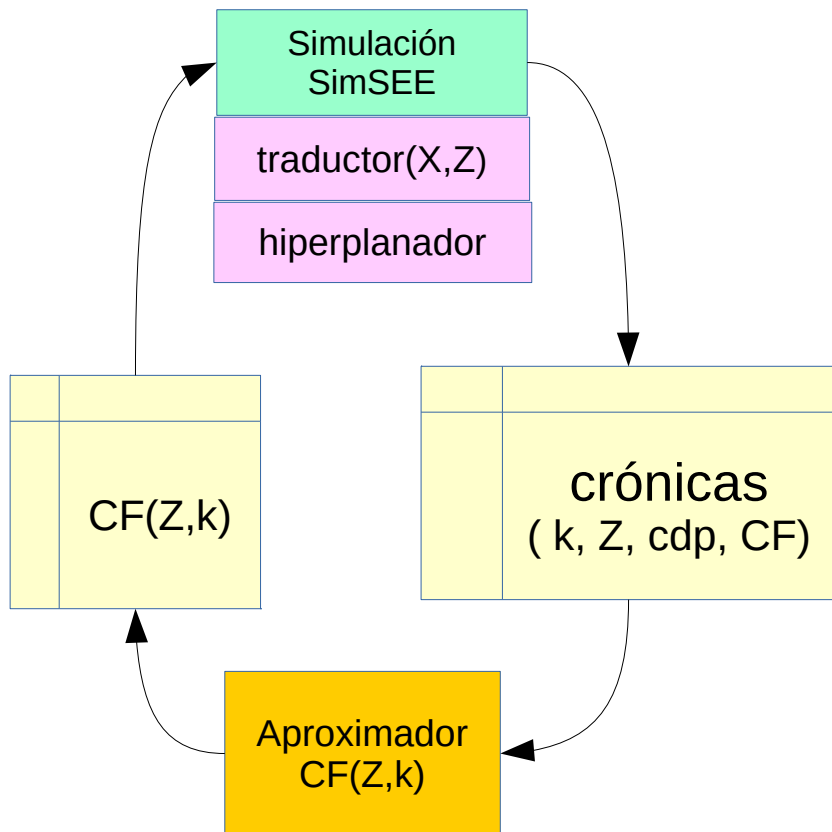 Simulación
SimSEE
traductor(X,Z)
hiperplanador
CF(Z,k)
crónicas
( k, Z, cdp, CF)
Aproximador
CF(Z,k)